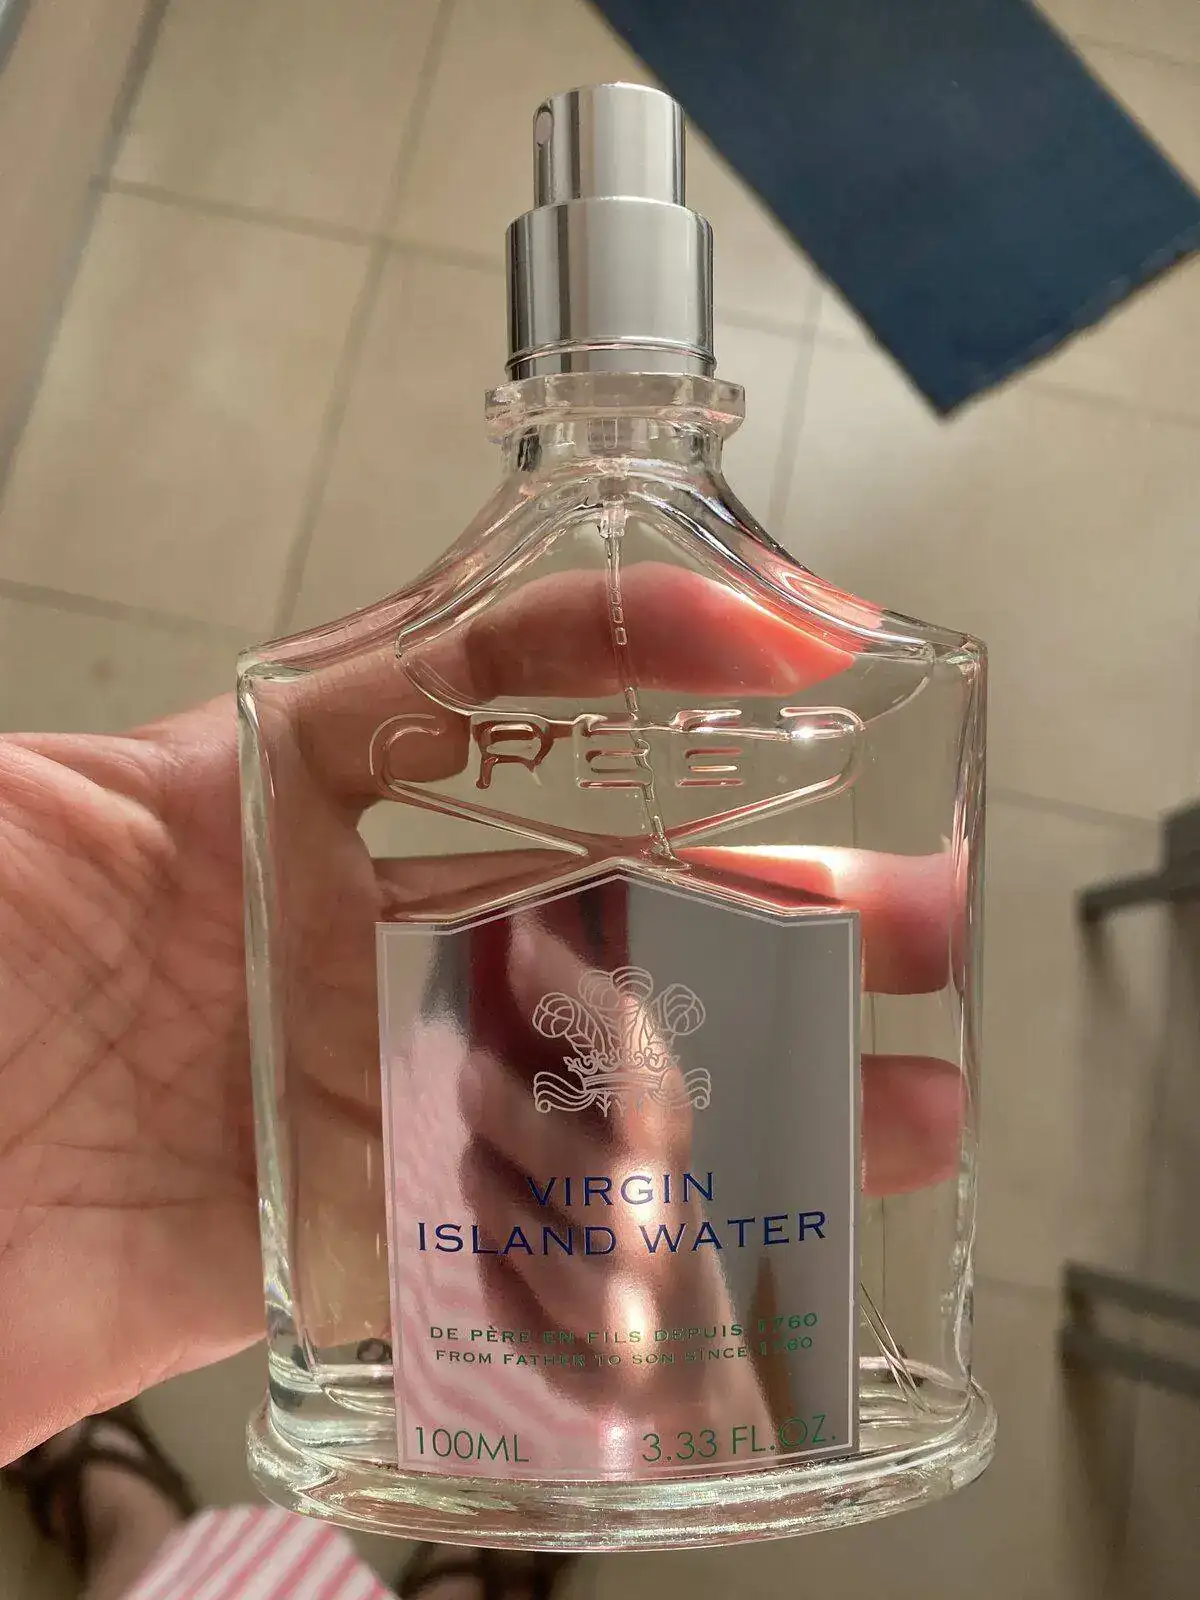 CREED
VIRGIN
ISLAND WATER
DE PÈRE EN FILS DEPUIS 1760
FROM FATHER TO SON SINCE 1760
100ML 3.33 FL.OZ.